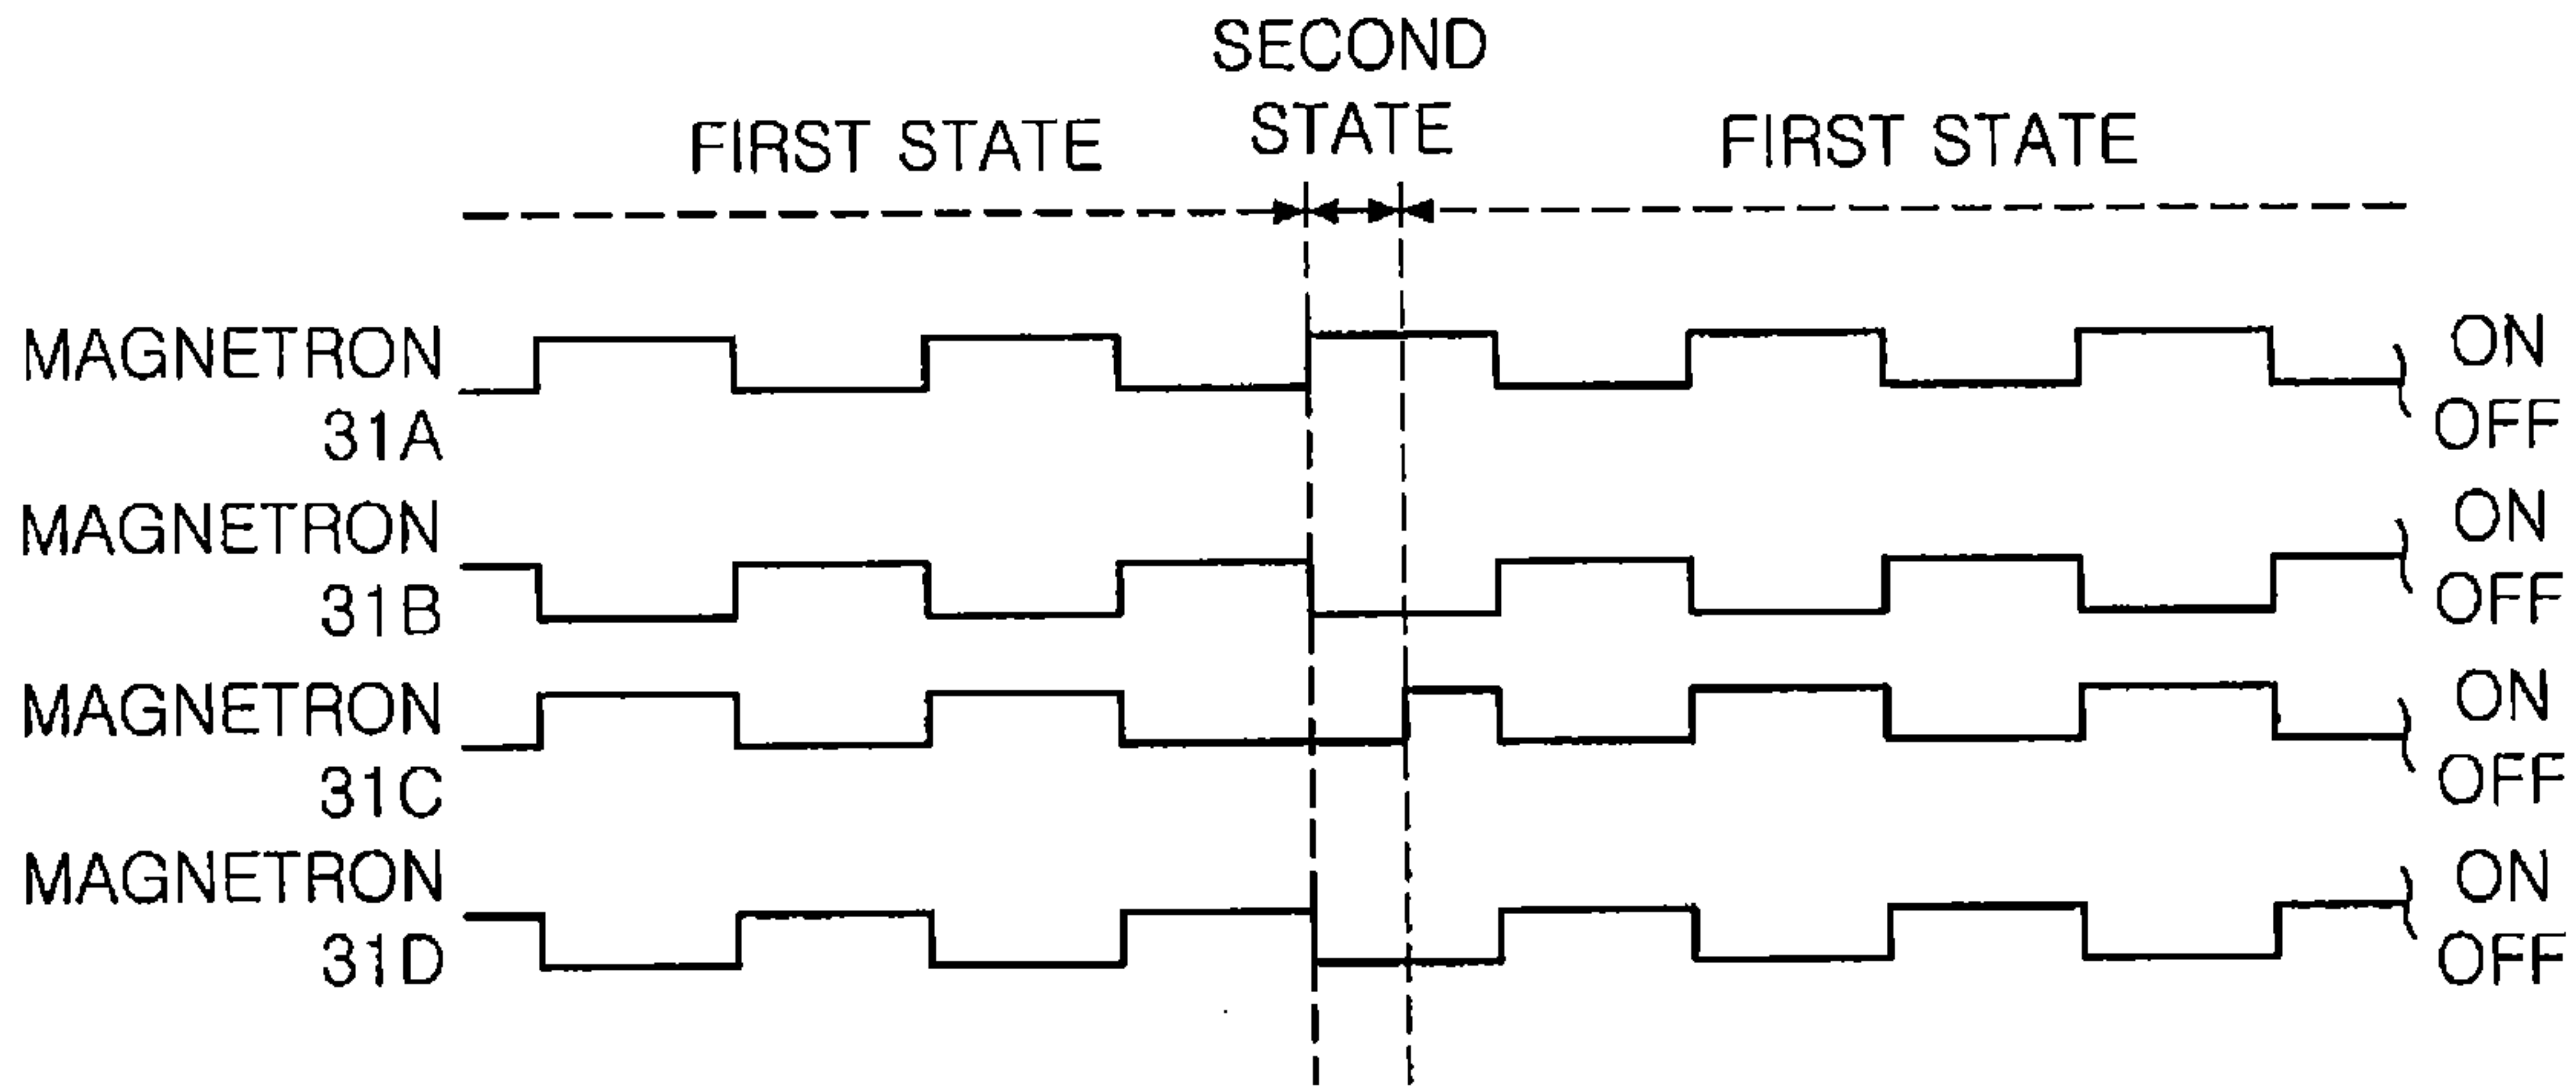 SECOND
STATE
FIRST STATE
FIRST STATE
MAGNETRON
31A
ON
OFF
MAGNETRON
31B
ON
OFF
MAGNETRON
31C
ON
OFF
MAGNETRON
31D
ON
OFF